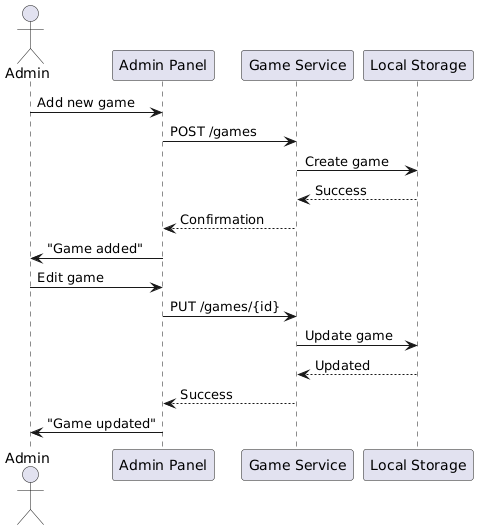 Admin
Admin Panel
Game Service
Local Storage
Add new game
POST /games
Create game
Success
Confirmation
"Game added"
Edit game
PUT /games/{id}
Update game
Updated
Success
"Game updated"
Admin
Admin Panel
Game Service
Local Storage